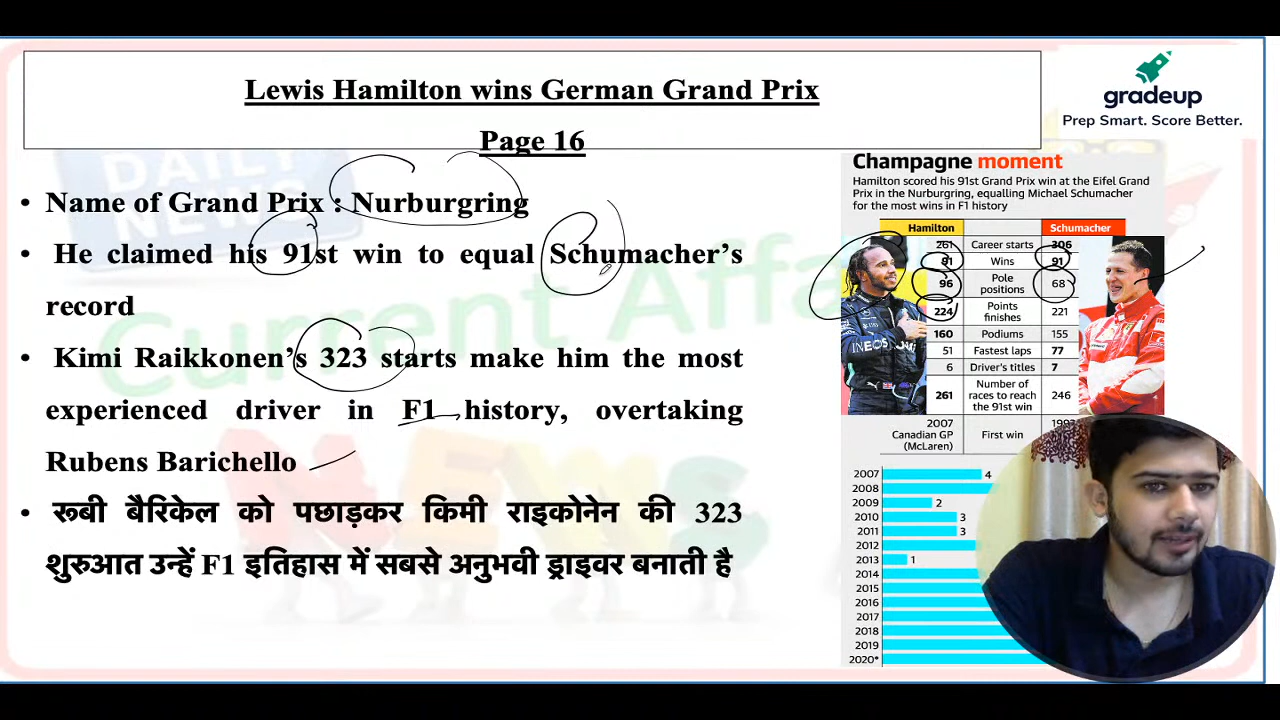 Lewis Hamilton wins German Grand Prix
Page 16
gradeup
Prep Smart. Score Better.
• Name of Grand Prix : Nurburgring
• He claimed his 91st win to equal Schumacher's
record
• Kimi Raikkonen's 323 starts make him the most
experienced driver in F1 history, overtaking
Rubens Barichello
• रूबी बैरिकेल को पछाड़कर किमी राइकोनेन की 323
शुरुआत उन्हें F1 इतिहास में सबसे अनुभवी ड्राइवर बनाती है
Champagne moment
Hamilton scored his 91st Grand Prix win at the Eifel Grand
Prix in the Nurburgring, equalling Michael Schumacher
for the most wins in F1 history
Hamilton Schumacher
261 Career starts 306
91 Wins 91
96 Pole positions 68
224 Points finishes 221
160 Podiums 155
51 Fastest laps 77
6 Driver's titles 7
261 Number of races to reach the 91st win 246
2007 Canadian GP (McLaren) First win
2007 4
2008
2009 2
2010 3
2011 3
2012
2013 1
2014
2015
2016
2017
2018
2019
2020*
INEOS
DAILY
NEWS
Current Affa
NEWS